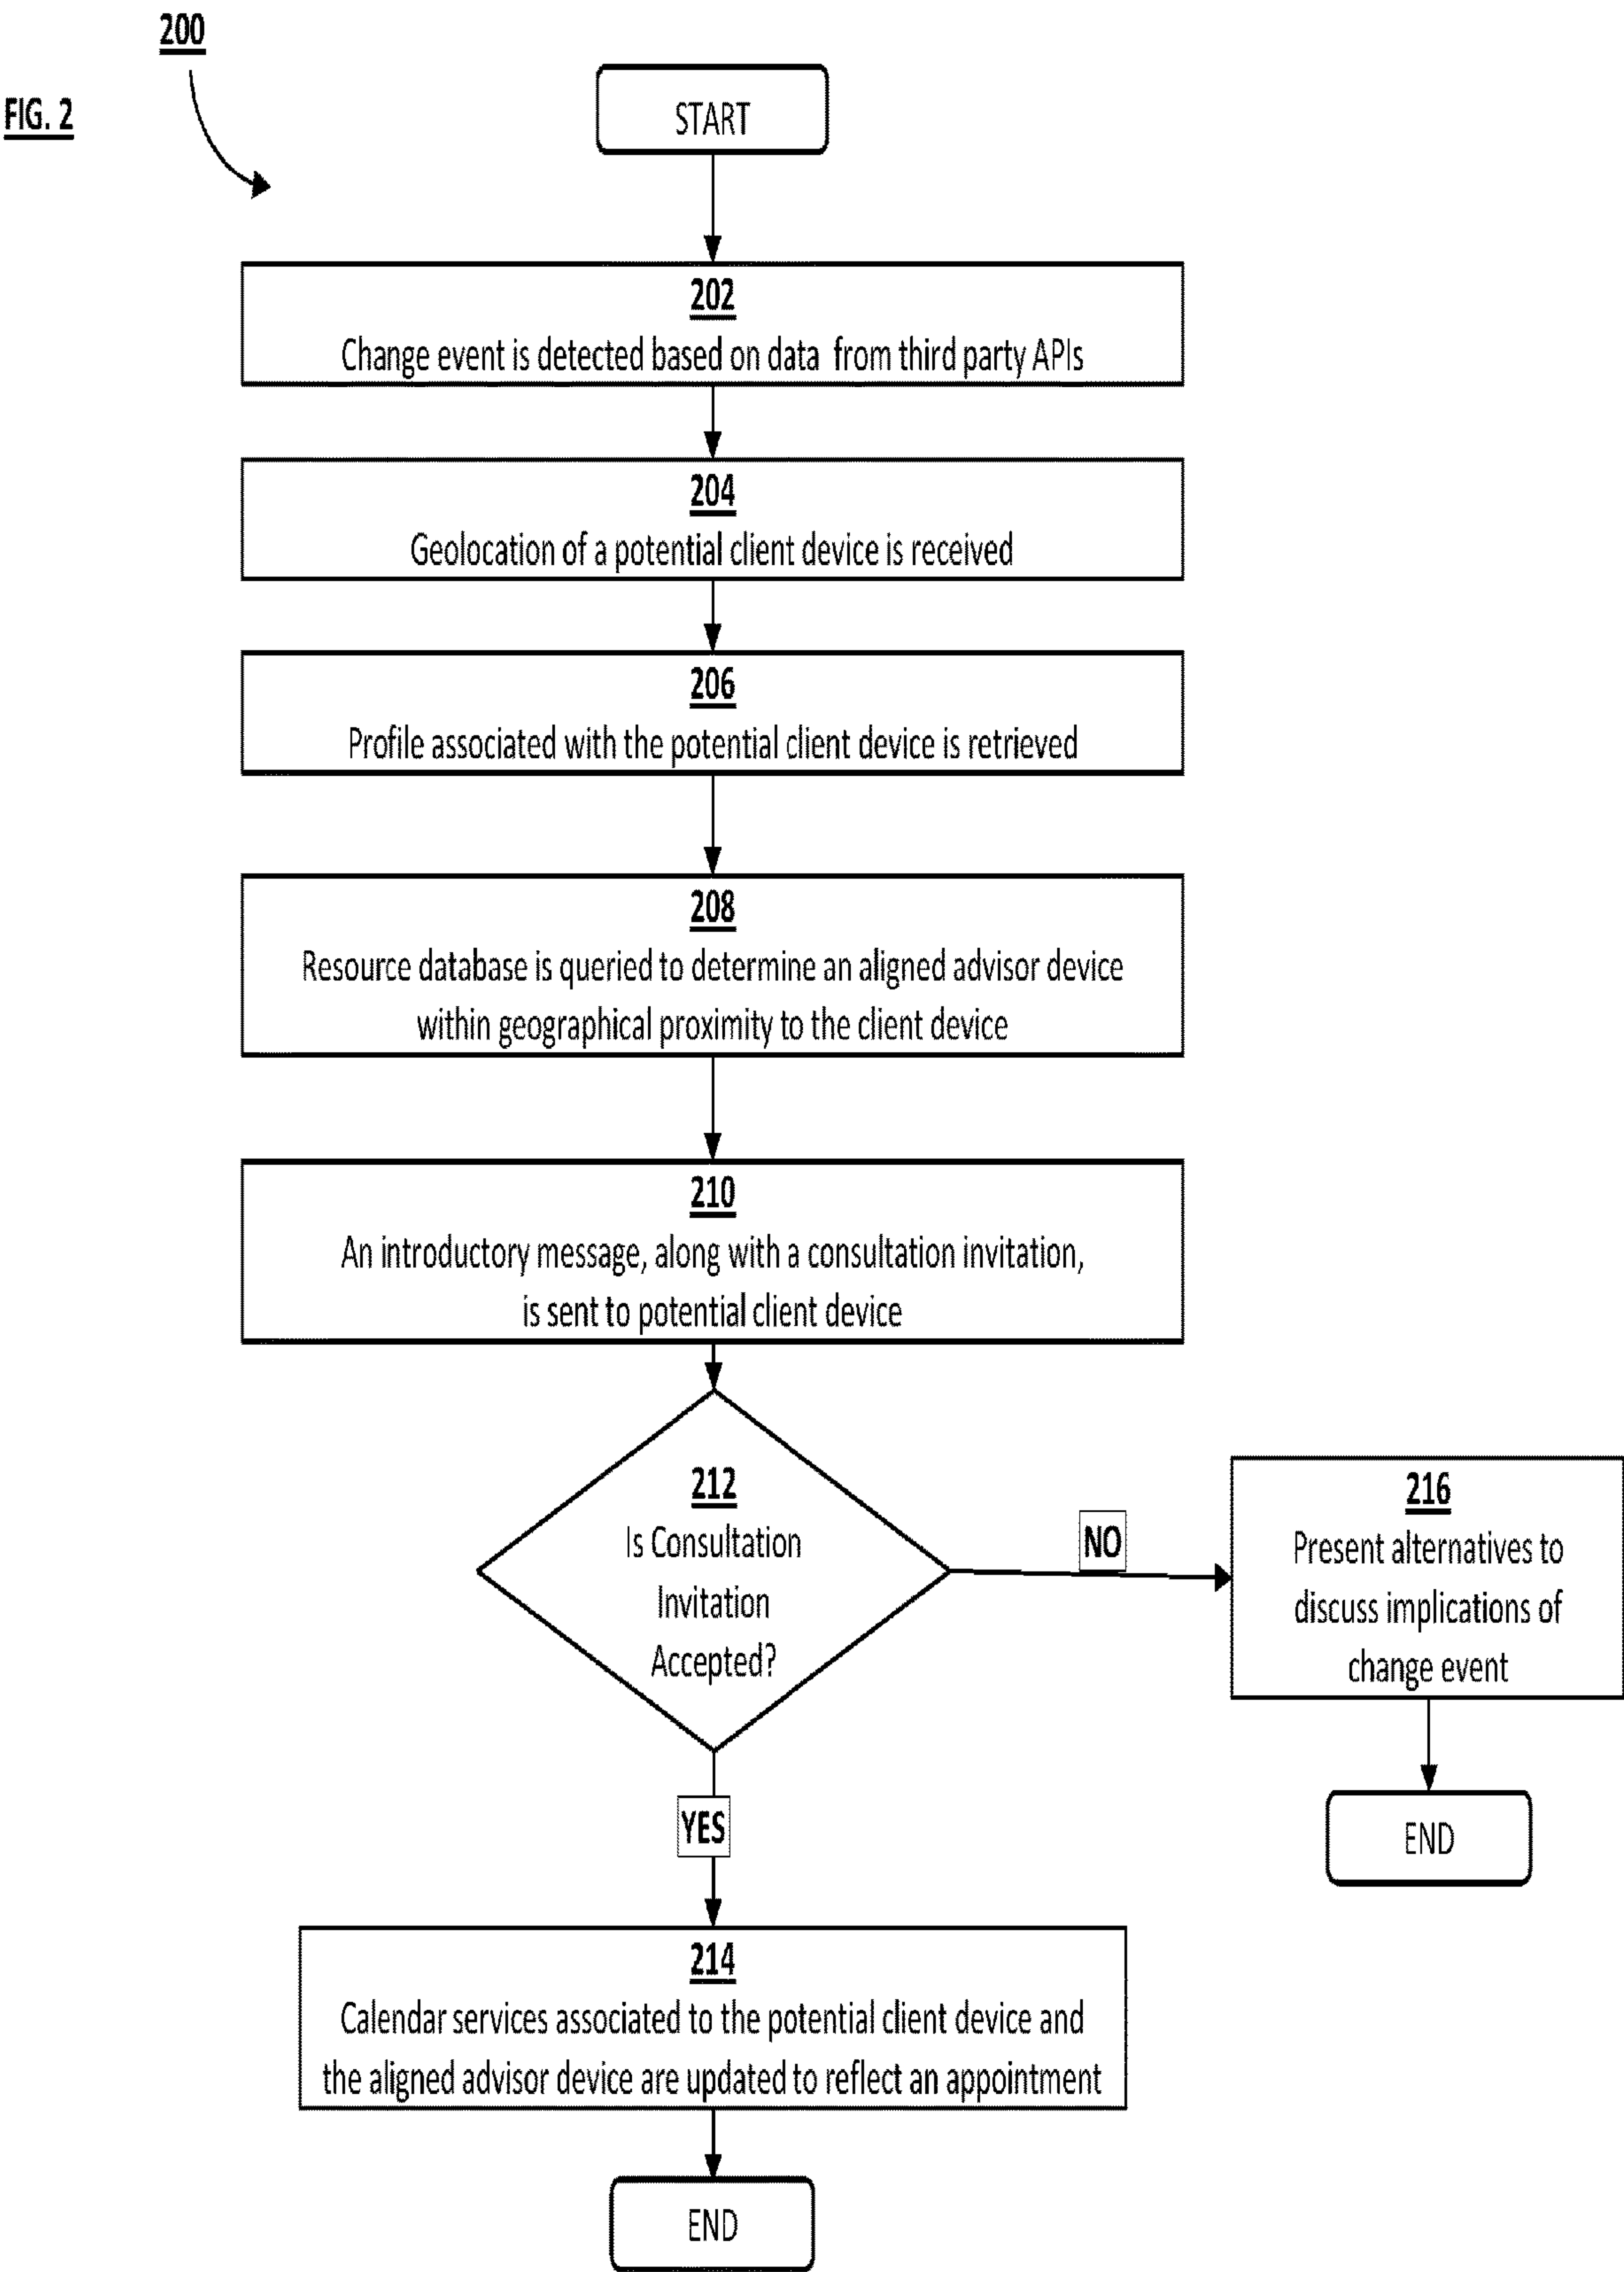 200
FIG. 2
START
202
Change event is detected based on data from third party APIs
204
Geolocation of a potential client device is received
206
Profile associated with the potential client device is retrieved
208
Resource database is queried to determine an aligned advisor device
within geographical proximity to the client device
210
An introductory message, along with a consultation invitation,
is sent to potential client device
212
Is Consultation
Invitation
Accepted?
NO
216
Present alternatives to
discuss implications of
change event
END
YES
214
Calendar services associated to the potential client device and
the aligned advisor device are updated to reflect an appointment
END